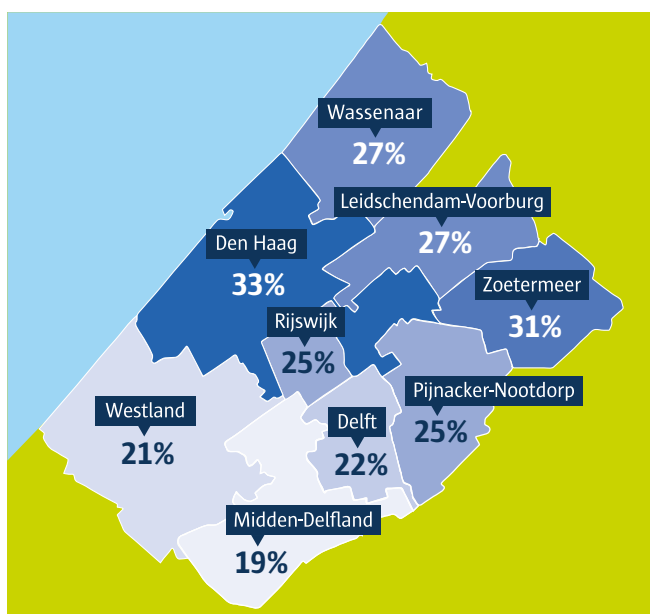 Wassenaar
27%
Leidschendam-Voorburg
27%
Den Haag
33%
Zoetermeer
31%
Rijswijk
25%
Pijnacker-Nootdorp
25%
Westland
21%
Delft
22%
Midden-Delfland
19%